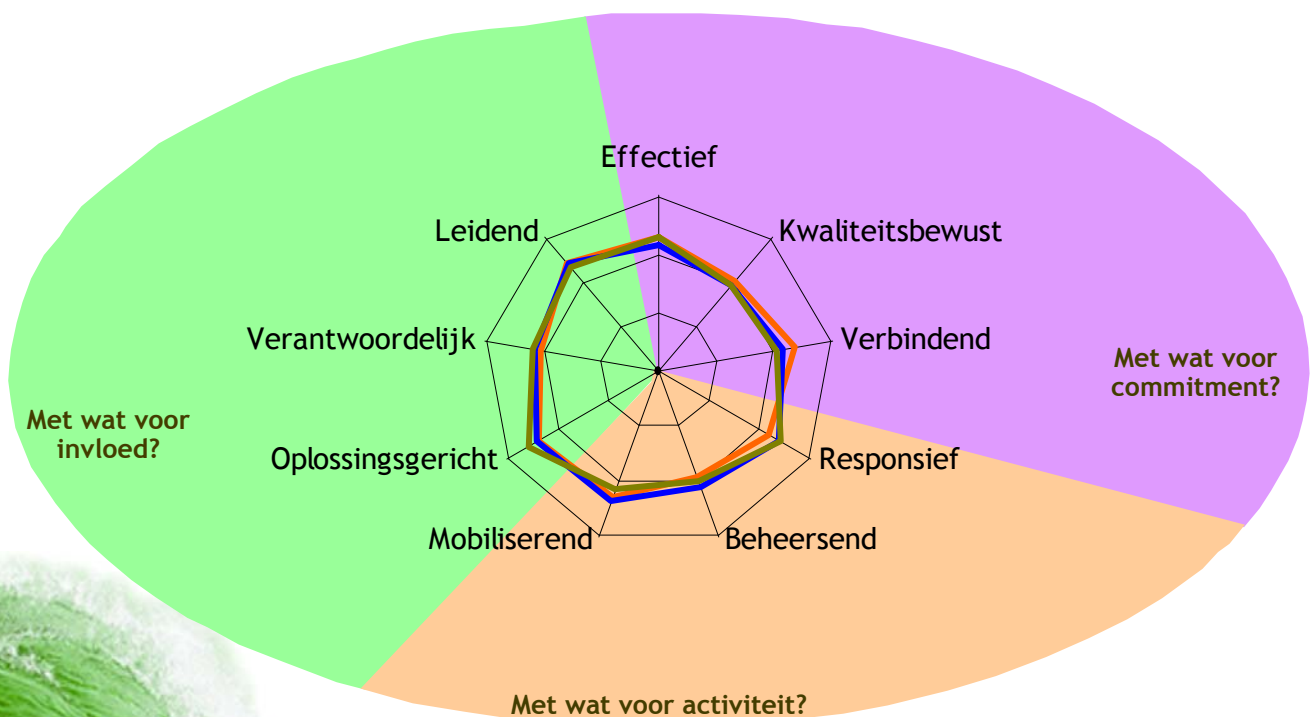 Effectief
Leidend
Kwaliteitsbewust
Verantwoordelijk
Verbindend
Met wat voor
commitment?
Met wat voor
invloed?
Oplossingsgericht
Responsief
Mobiliserend
Beheersend
Met wat voor activiteit?